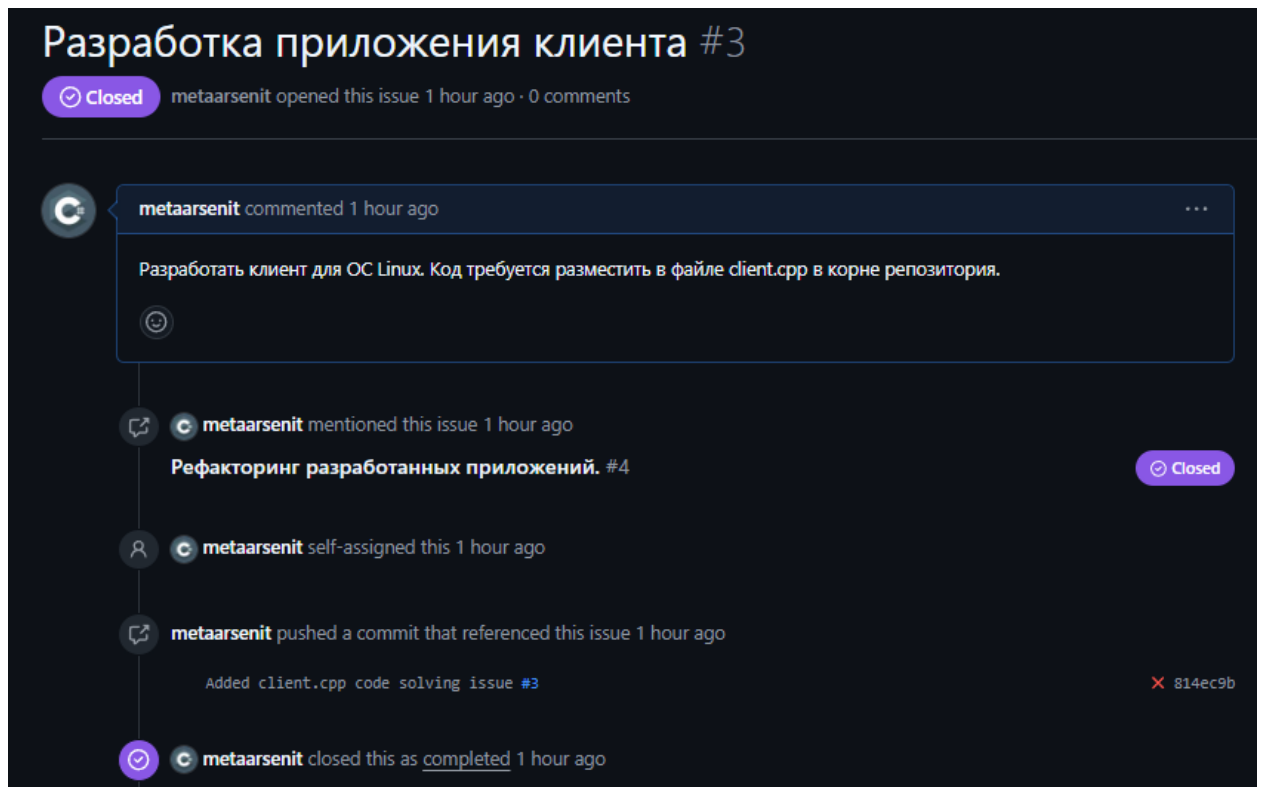 Разработка приложения клиента #3
Closed metaarsenit opened this issue 1 hour ago · 0 comments
metaarsenit commented 1 hour ago
Разработать клиент для ОС Linux. Код требуется разместить в файле client.cpp в корне репозитория.
metaarsenit mentioned this issue 1 hour ago
Рефакторинг разработанных приложений. #4 Closed
metaarsenit self-assigned this 1 hour ago
metaarsenit pushed a commit that referenced this issue 1 hour ago
Added client.cpp code solving issue #3 814ec9b
metaarsenit closed this as completed 1 hour ago